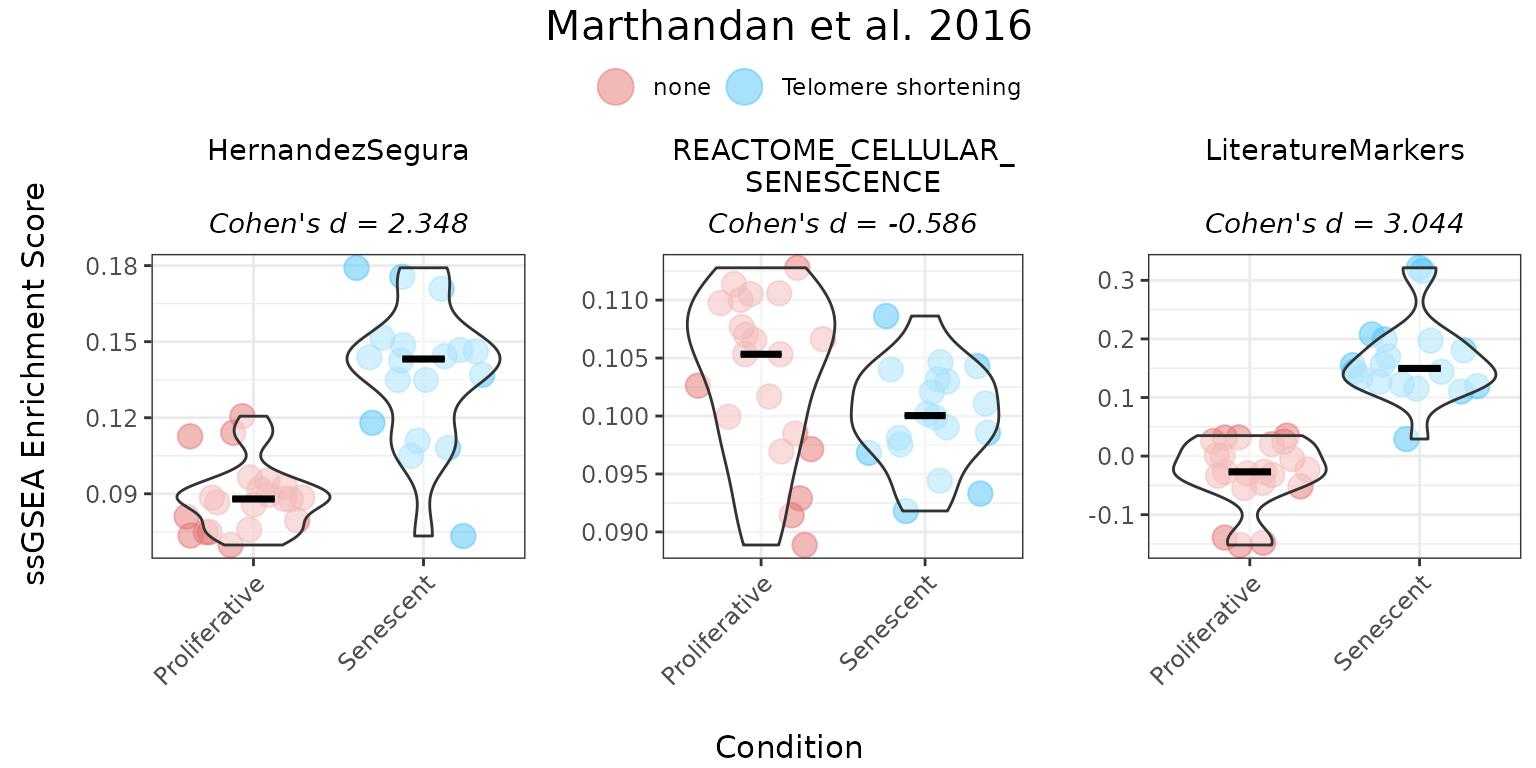 Marthandan et al. 2016
none
Telomere shortening
ssGSEA Enrichment Score
HernandezSegura
Cohen's d = 2.348
0.18
0.15
0.12
0.09
Proliferative
Senescent
REACTOME_CELLULAR_
SENESCENCE
Cohen's d = -0.586
0.110
0.105
0.100
0.095
0.090
Proliferative
Senescent
LiteratureMarkers
Cohen's d = 3.044
0.3
0.2
0.1
0.0
-0.1
Proliferative
Senescent
Condition